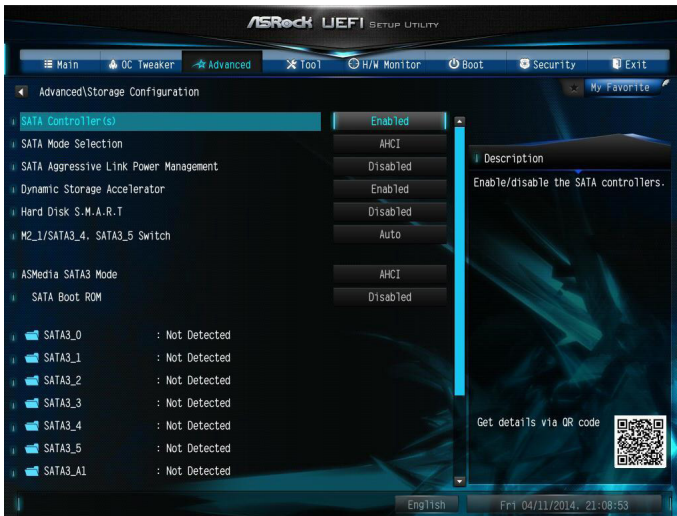 ASRock UEFI SETUP UTILITY
Main OC Tweaker Advanced Tool H/W Monitor Boot Security Exit
Advanced\Storage Configuration My Favorite
SATA Controller(s) Enabled
SATA Mode Selection AHCI
SATA Aggressive Link Power Management Disabled
Dynamic Storage Accelerator Enabled
Hard Disk S.M.A.R.T Disabled
M2_1/SATA3_4, SATA3_5 Switch Auto
ASMedia SATA3 Mode AHCI
SATA Boot ROM Disabled
SATA3_0 : Not Detected
SATA3_1 : Not Detected
SATA3_2 : Not Detected
SATA3_3 : Not Detected
SATA3_4 : Not Detected
SATA3_5 : Not Detected
SATA3_A1 : Not Detected
Description
Enable/disable the SATA controllers.
Get details via QR code
English Fri 04/11/2014, 21:08:53